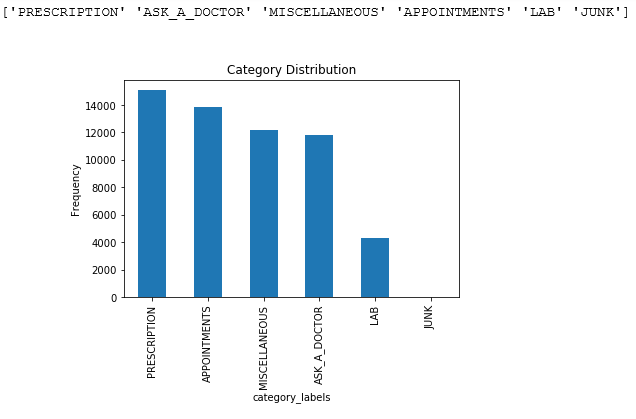 ['PRESCRIPTION' 'ASK_A_DOCTOR' 'MISCELLANEOUS' 'APPOINTMENTS' 'LAB' 'JUNK']
Category Distribution
Frequency
14000
12000
10000
8000
6000
4000
2000
0
PRESCRIPTION
APPOINTMENTS
MISCELLANEOUS
ASK_A_DOCTOR
LAB
JUNK
category_labels